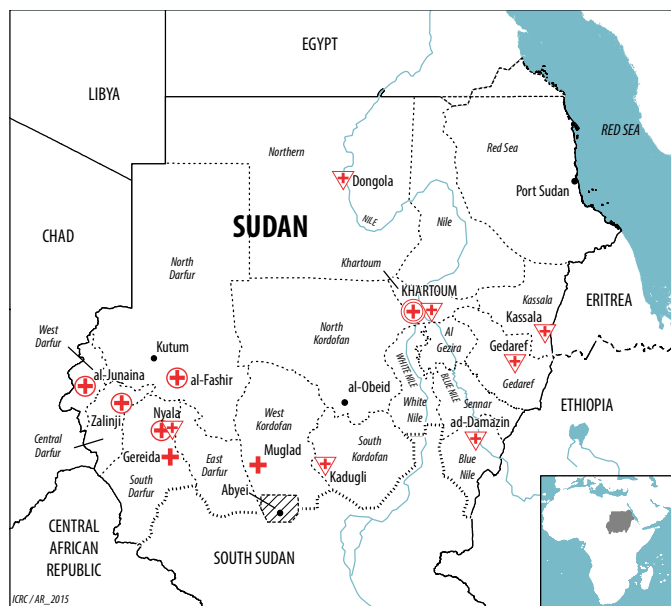 EGYPT
LIBYA
RED SEA
Northern
Red Sea
Dongola
Port Sudan
NILE
Nile
SUDAN
CHAD
North
Darfur
Khartoum
KHARTOUM
Kassala
Kassala
ERITREA
West
Darfur
Kutum
North
Kordofan
Al
Gezira
Gedaref
Gedaref
al-Junaina
al-Fashir
WHITE NILE
BLUE NILE
al-Obeid
Zalinji
Nyala
White
Nile
Sennar
ETHIOPIA
ad-Damazin
Central
Darfur
Gereida
East
Darfur
West
Kordofan
Muglad
South
Kordofan
Kadugli
Blue
Nile
South
Darfur
Abyei
CENTRAL
AFRICAN
REPUBLIC
SOUTH SUDAN
ICRC / AR_2015